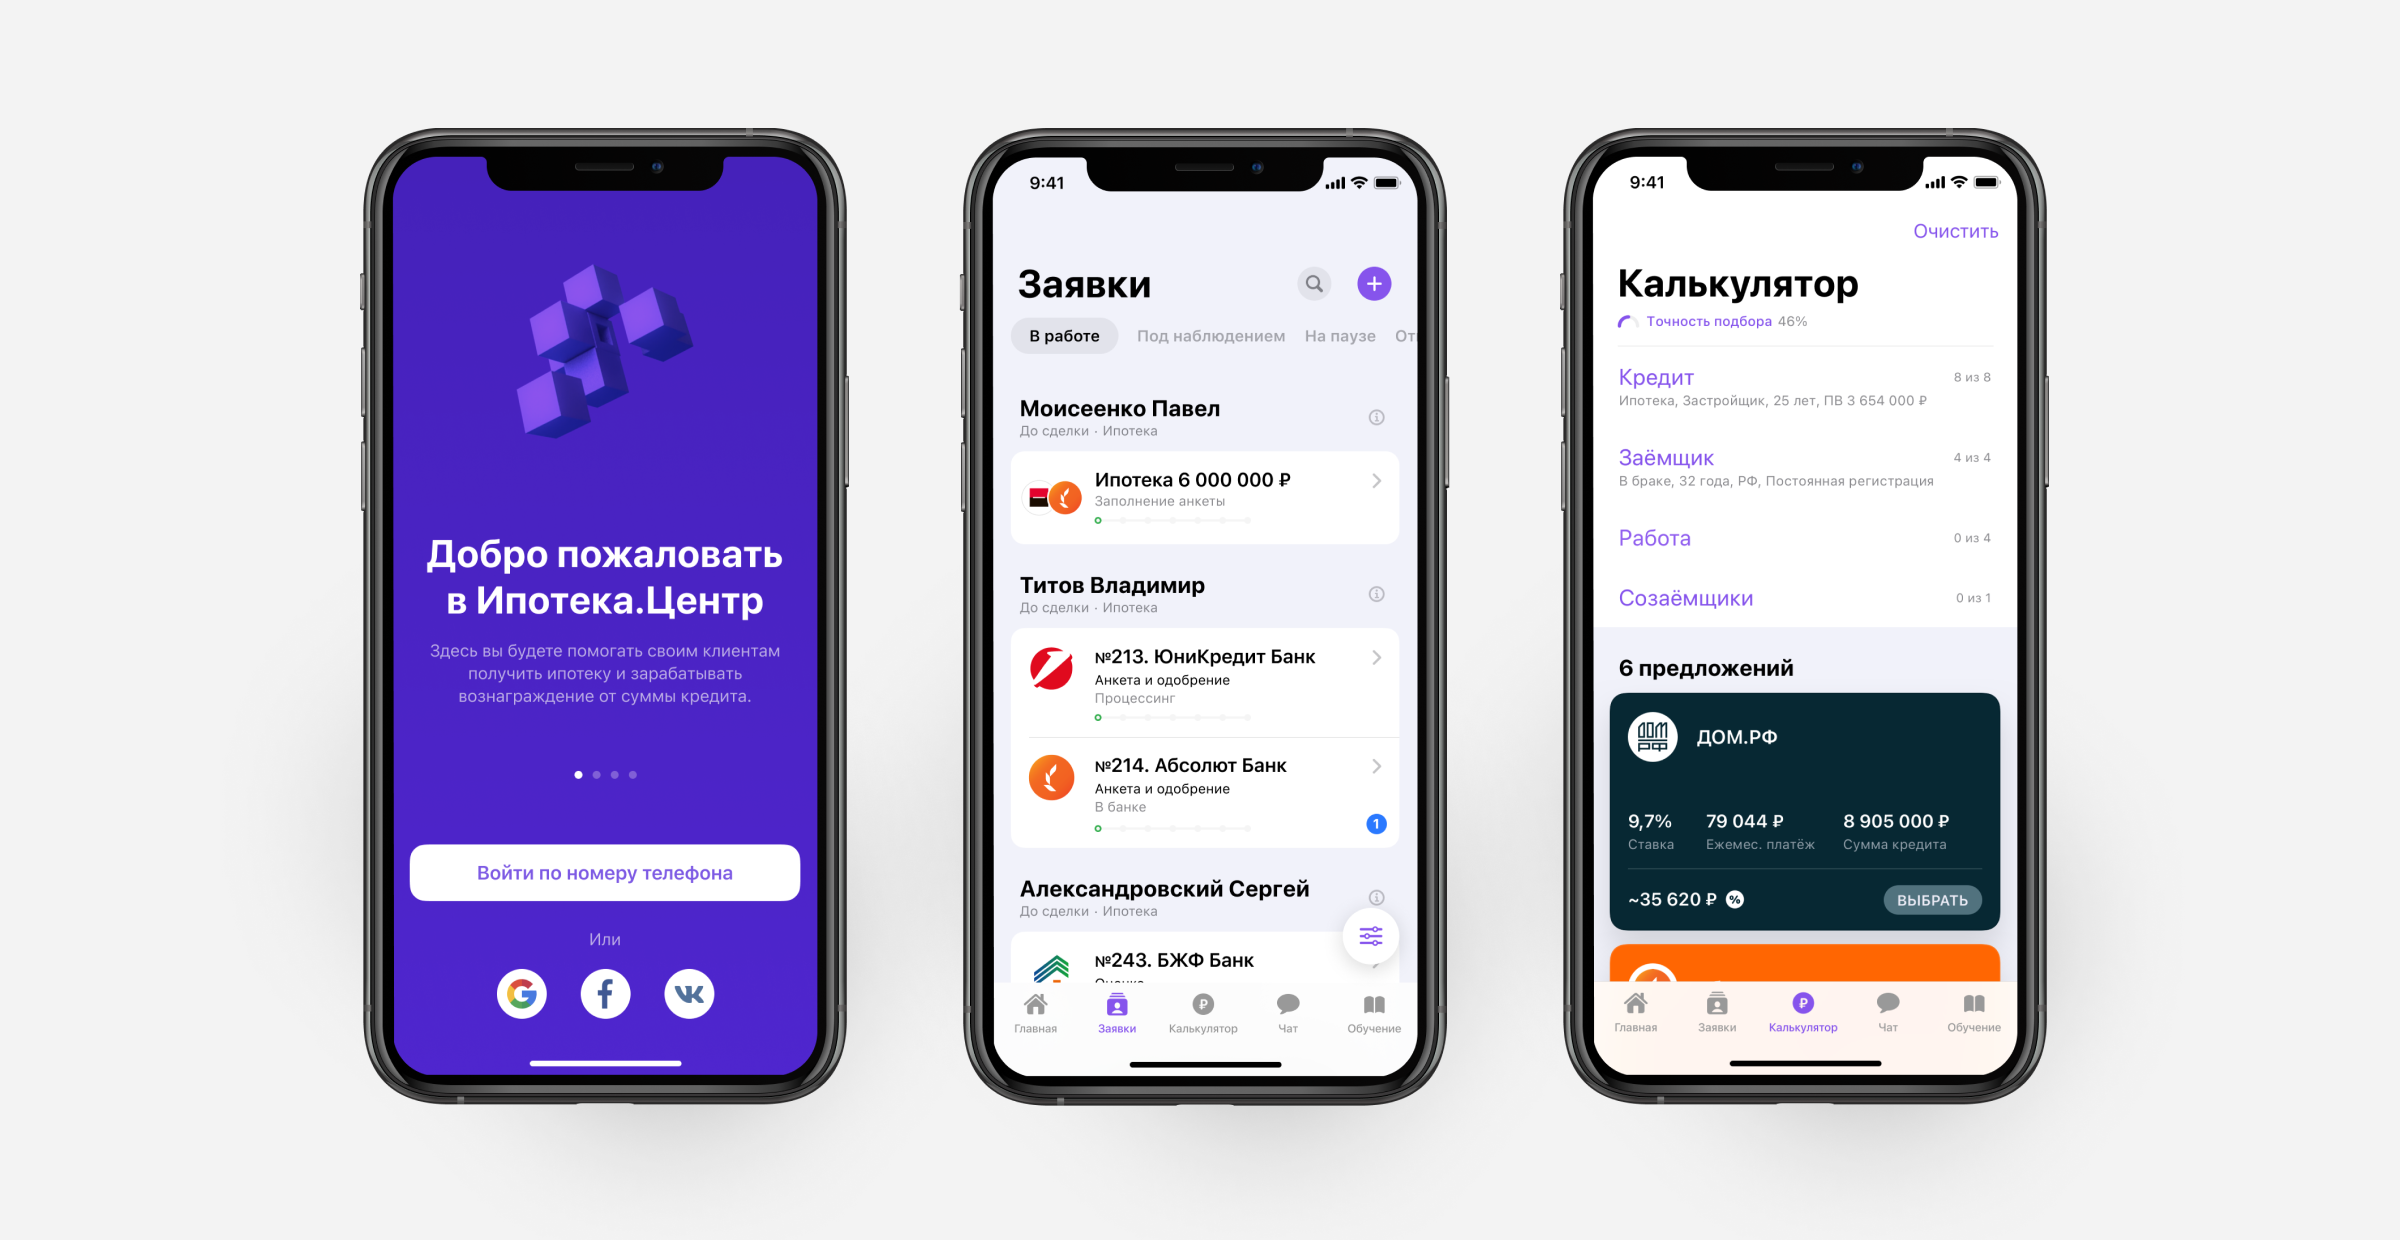 Добро пожаловать
в Ипотека.Центр
Здесь вы будете помогать своим клиентам
получить ипотеку и зарабатывать
вознаграждение от суммы кредита.
Войти по номеру телефона
Или
9:41
Заявки
В работе Под наблюдением На паузе
Моисеенко Павел
До сделки · Ипотека
Ипотека 6 000 000 ₽
Заполнение анкеты
Титов Владимир
До сделки · Ипотека
№213. ЮниКредит Банк
Анкета и одобрение
Процессинг
№214. Абсолют Банк
Анкета и одобрение
В банке
1
Александровский Сергей
До сделки · Ипотека
№243. БЖФ Банк
Главная Заявки Калькулятор Чат Обучение
9:41
Очистить
Калькулятор
Точность подбора 46%
Кредит 8 из 8
Ипотека, Застройщик, 25 лет, ПВ 3 654 000 ₽
Заёмщик 4 из 4
В браке, 32 года, РФ, Постоянная регистрация
Работа 0 из 4
Созаёмщики 0 из 1
6 предложений
ДОМ РФ ДОМ.РФ
9,7% 79 044 ₽ 8 905 000 ₽
Ставка Ежемес. платёж Сумма кредита
~35 620 ₽ % ВЫБРАТЬ
Главная Заявки Калькулятор Чат Обучение